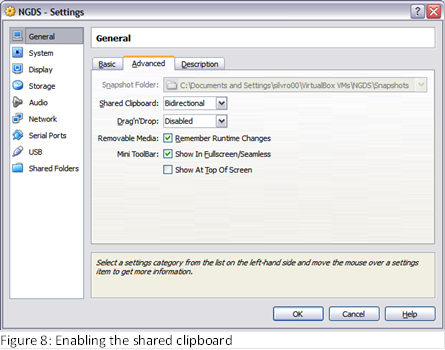 NGDS - Settings
General
System
Display
Storage
Audio
Network
Serial Ports
USB
Shared Folders
General
Basic Advanced Description
Snapshot Folder: C:\Documents and Settings\silvro00\VirtualBox VMs\NGDS\Snapshots
Shared Clipboard: Bidirectional
Drag'n'Drop: Disabled
Removable Media: Remember Runtime Changes
Mini ToolBar: Show In Fullscreen/Seamless
Show At Top Of Screen
Select a settings category from the list on the left-hand side and move the mouse over a settings
item to get more information.
OK Cancel Help
Figure 8: Enabling the shared clipboard